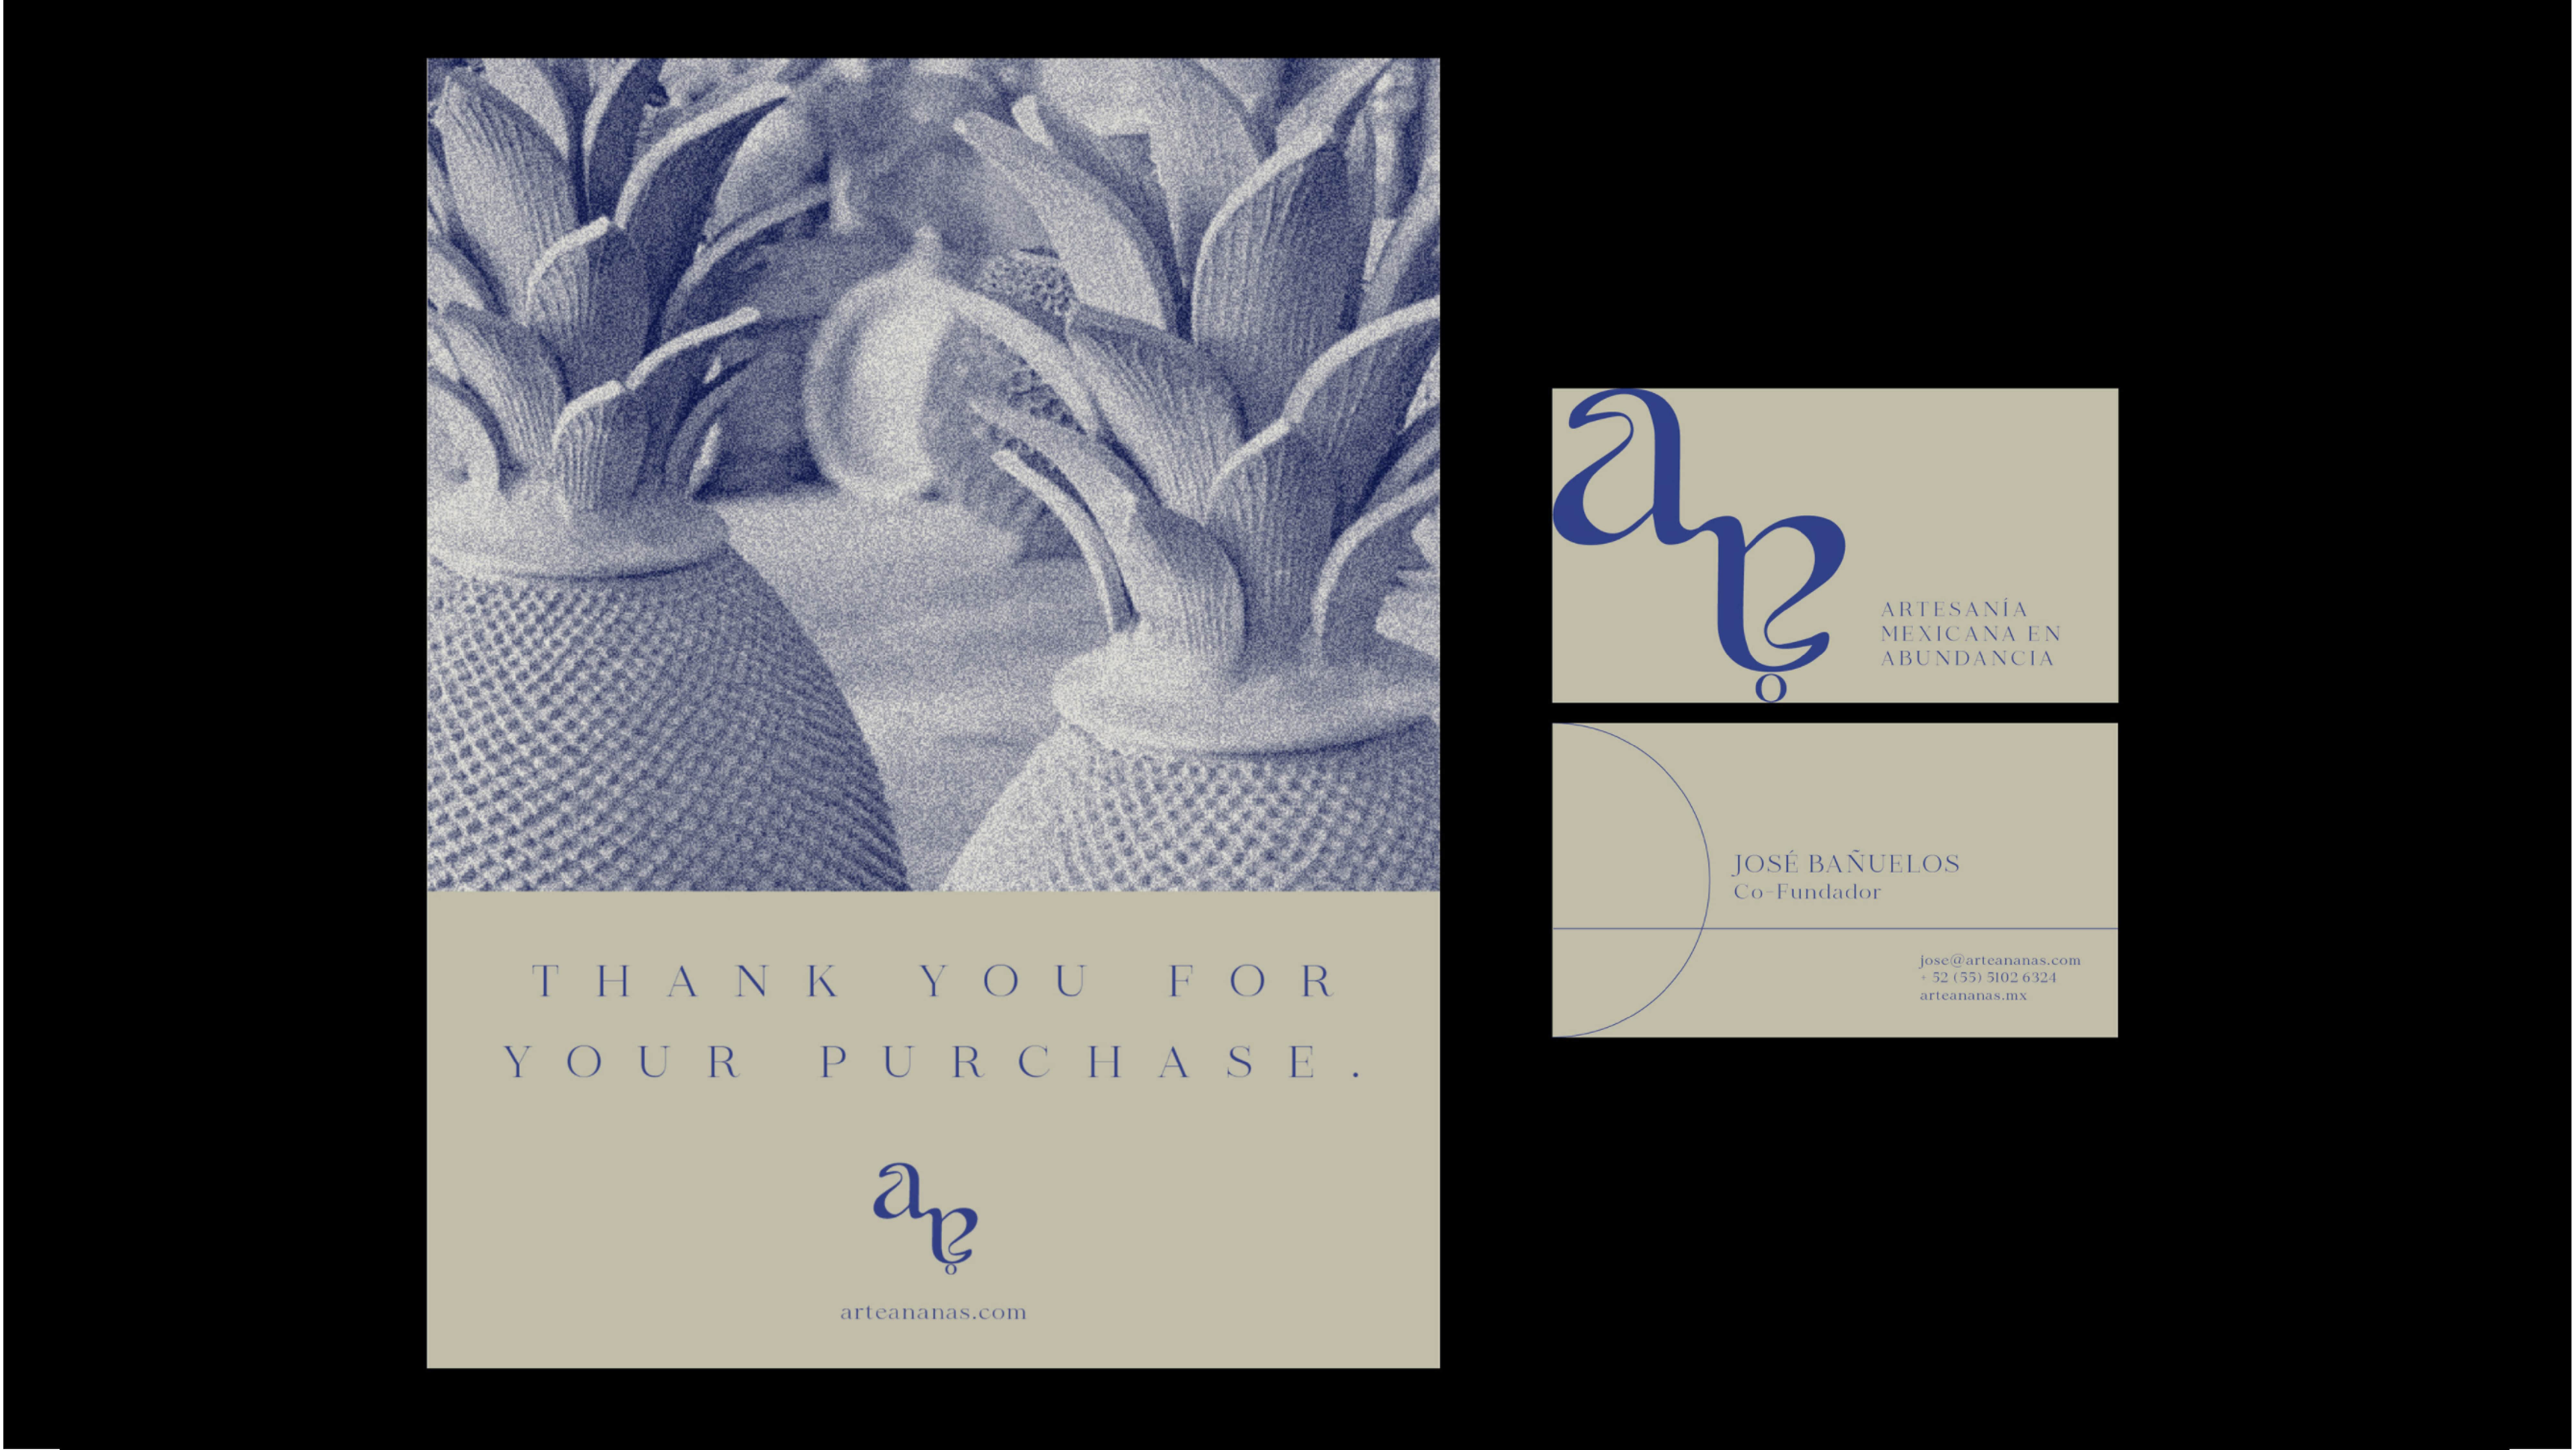 THANK YOU FOR
YOUR PURCHASE.
arteananas.com
ARTESANÍA
MEXICANA EN
ABUNDANCIA
JOSÉ BAÑUELOS
Co-Fundador
jose@arteananas.com
+ 52 (55) 5102 6324
arteananas.mx